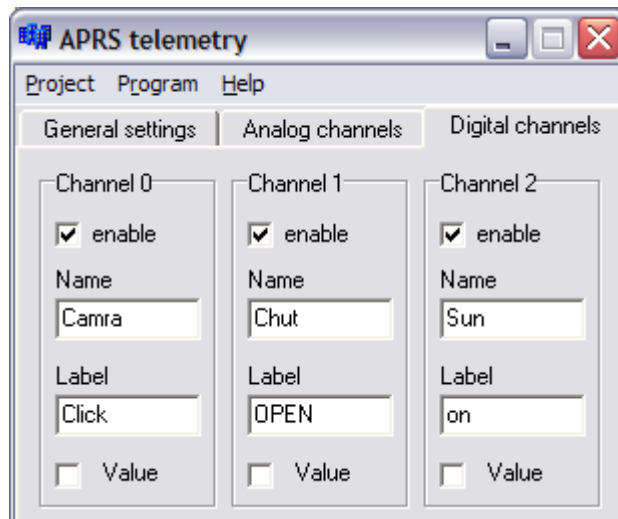 APRS telemetry
Project Program Help
General settings Analog channels Digital channels
Channel 0 Channel 1 Channel 2
enable enable enable
Name Name Name
Camra Chut Sun
Label Label Label
Click OPEN on
Value Value Value